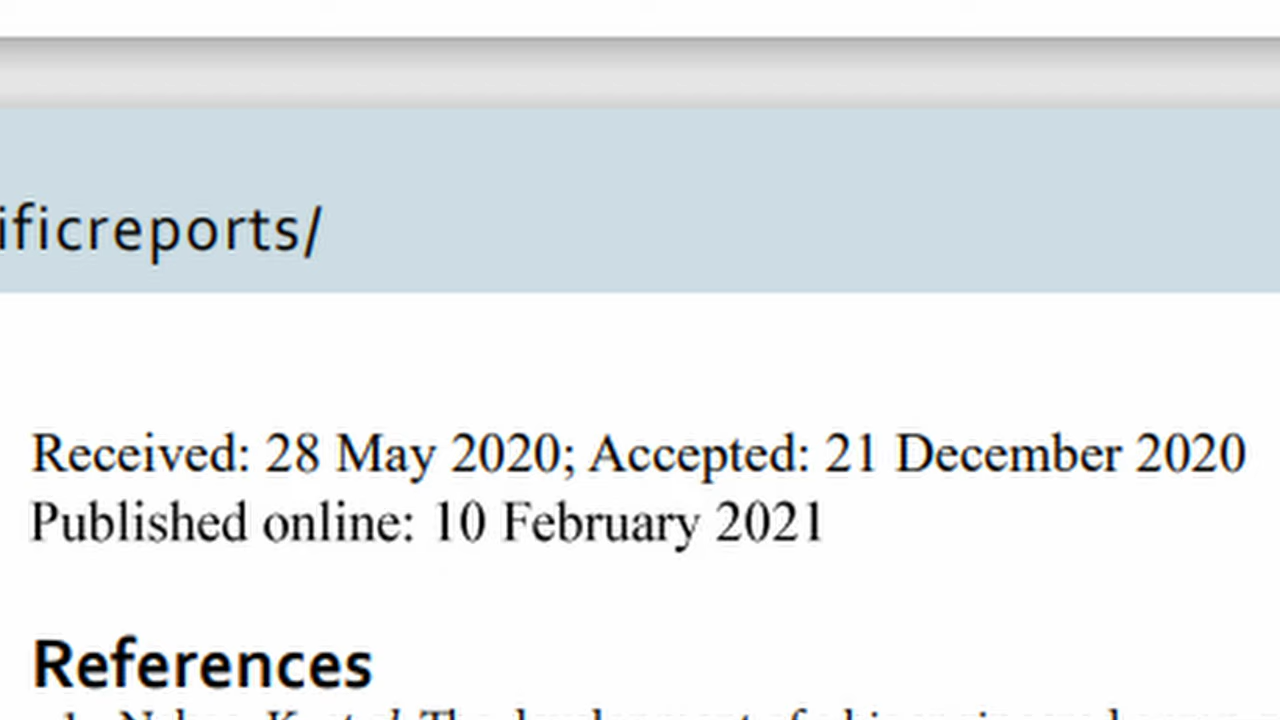 ificreports/
Received: 28 May 2020; Accepted: 21 December 2020
Published online: 10 February 2021
References